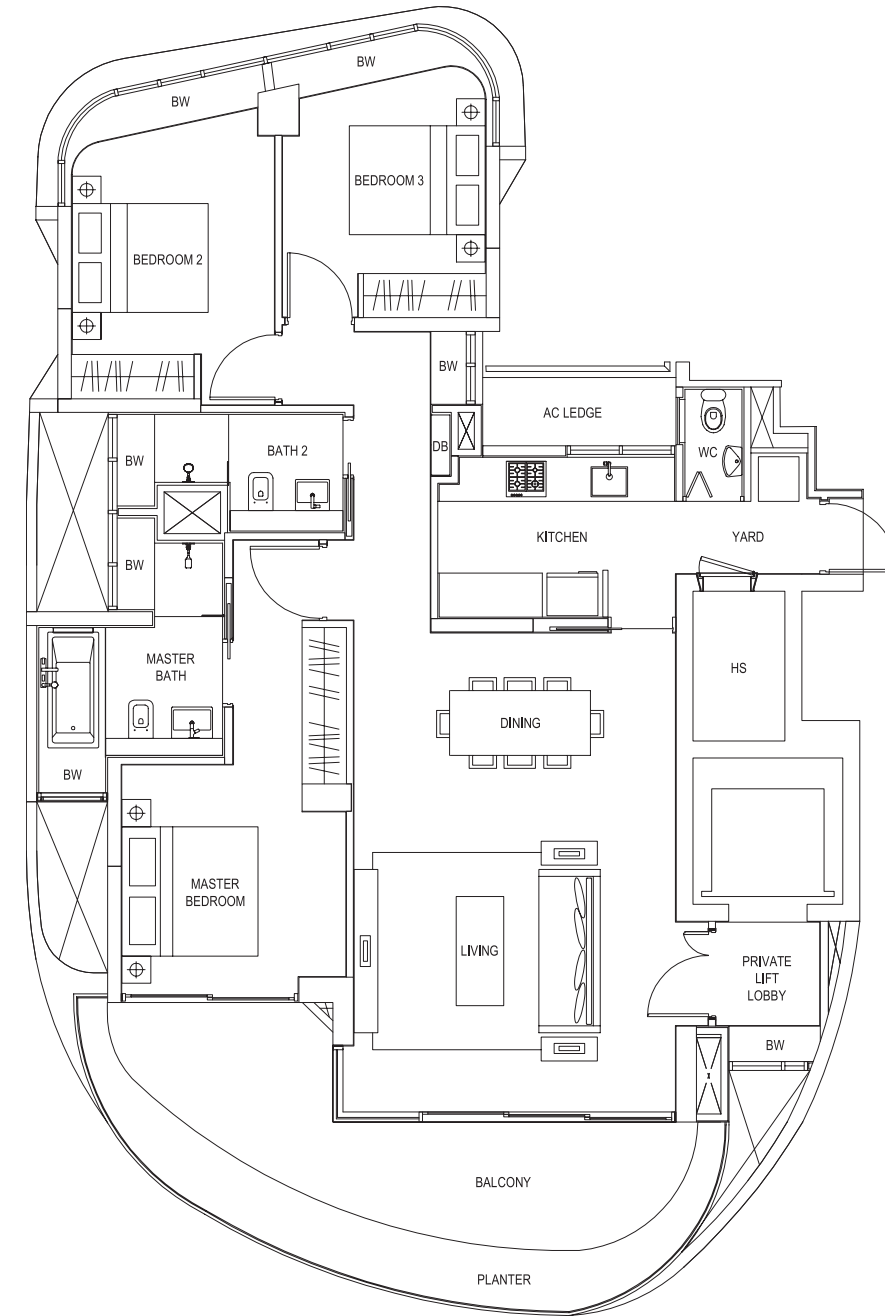 BW
BW
BEDROOM 3
BEDROOM 2
BW
AC LEDGE
DB
WC
BATH 2
BW
KITCHEN
YARD
BW
MASTER
BATH
HS
DINING
BW
MASTER
BEDROOM
LIVING
PRIVATE
LIFT
LOBBY
BW
BALCONY
PLANTER